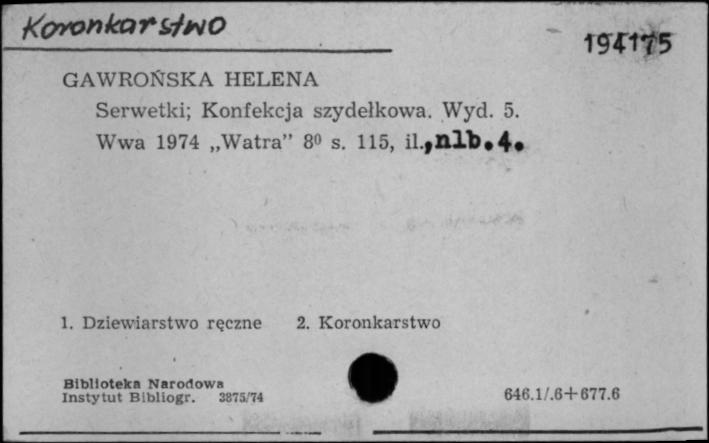 Koronkarstwo
194175
GAWROŃSKA HELENA
Serwetki; Konfekcja szydełkowa. Wyd. 5.
Wwa 1974 „Watra” 8⁰ s. 115, il., nlb. 4.
1. Dziewiarstwo ręczne 2. Koronkarstwo
Biblioteka Narodowa
Instytut Bibliogr. 3875/74
646.1/.6+677.6